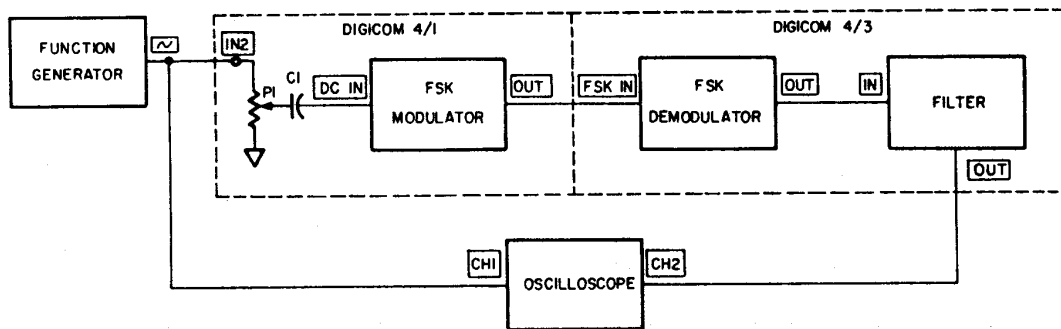 DIGICOM 4/1
DIGICOM 4/3
FUNCTION
GENERATOR
~
IN2
P1
C1
DC IN
FSK
MODULATOR
OUT
FSK IN
FSK
DEMODULATOR
OUT
IN
FILTER
OUT
CH1
OSCILLOSCOPE
CH2